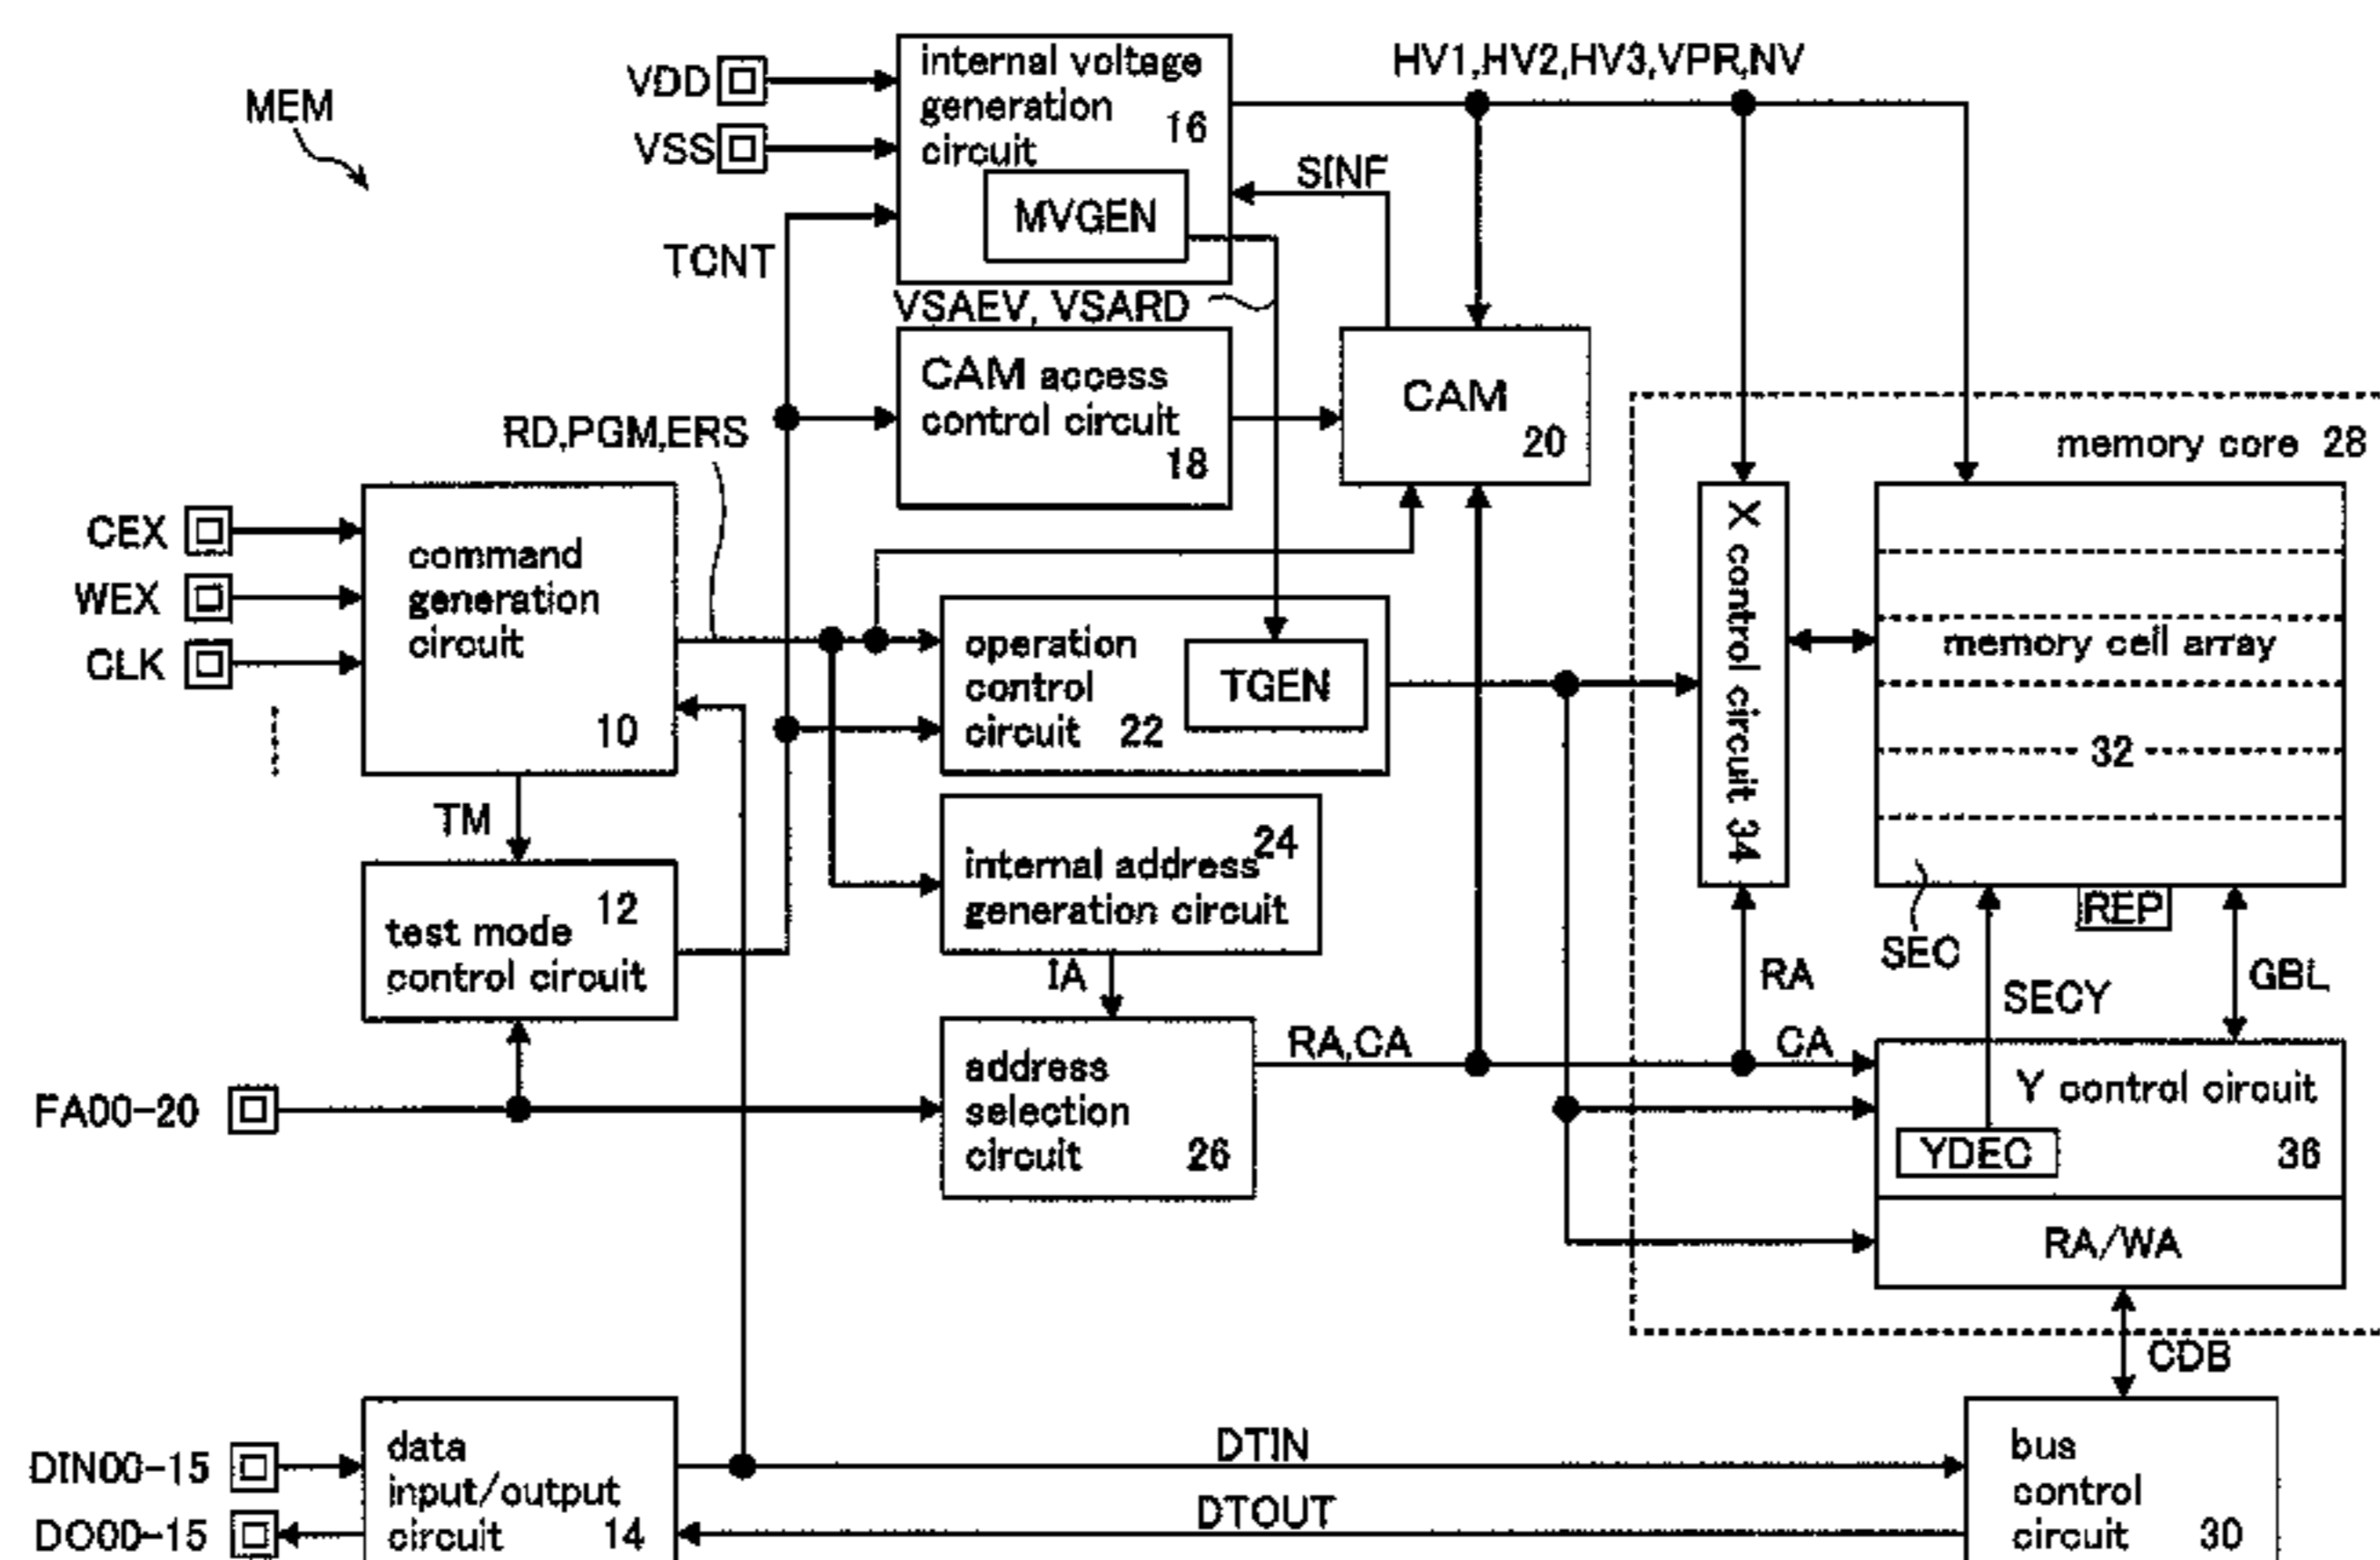 MEM
VDD
VSS
TCNT
internal voltage
generation
circuit
16
MVGEN
HV1,HV2,HV3,VPR,NV
SINF
VSAEV, VSARD
CAM access
control circuit
18
CAM
20
RD,PGM,ERS
CEX
WEX
CLK
command
generation
circuit
10
TM
test mode
control circuit
12
operation
control
circuit 22
TGEN
24
internal address
generation circuit
IA
address
selection
circuit 26
RA,CA
FA00-20
memory core 28
X control circuit 34
memory cell array
32
SEC
REP
RA
SECY
GBL
CA
Y control circuit
36
YDEC
RA/WA
CDB
DIN00-15
DO00-15
data
input/output
circuit 14
DTIN
DTOUT
bus
control
circuit 30